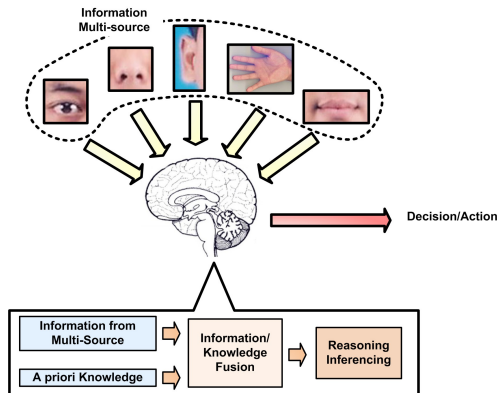 Information
Multi-source
Decision/Action
Information from
Multi-Source
A priori Knowledge
Information/
Knowledge
Fusion
Reasoning
Inferencing